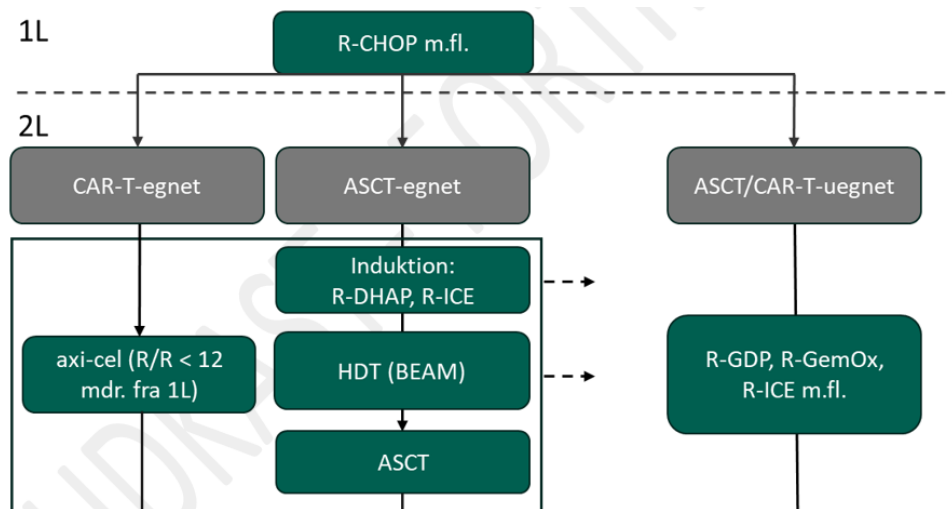 1L
R-CHOP m.fl.
2L
CAR-T-egnet
ASCT-egnet
ASCT/CAR-T-uegnet
Induktion:
R-DHAP, R-ICE
axi-cel (R/R < 12
mdr. fra 1L)
HDT (BEAM)
R-GDP, R-GemOx,
R-ICE m.fl.
ASCT